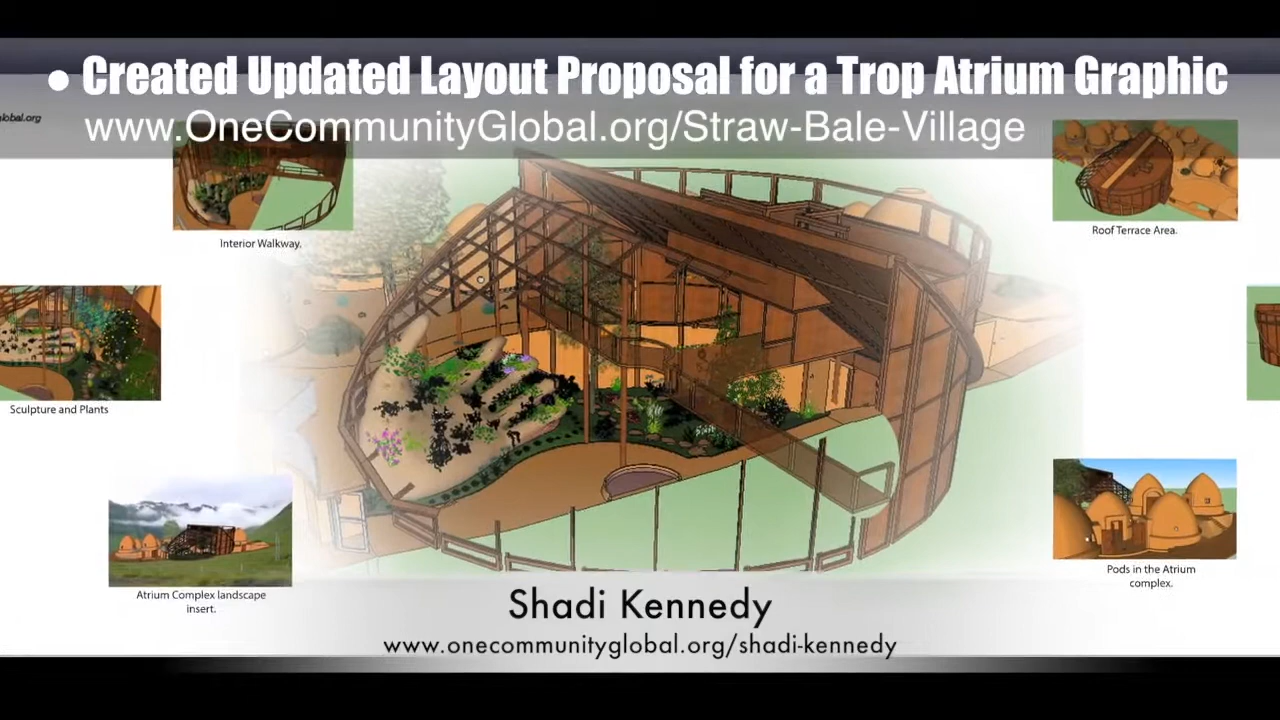 • Created Updated Layout Proposal for a Trop Atrium Graphic
www.OneCommunityGlobal.org/Straw-Bale-Village
global.org
Interior Walkway.
Roof Terrace Area.
Sculpture and Plants
Atrium Complex landscape
insert.
Pods in the Atrium
complex.
Shadi Kennedy
www.onecommunityglobal.org/shadi-kennedy